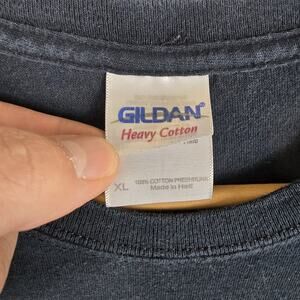 GILDAN®
Heavy Cotton
XL
100% COTTON PRESHRUNK
Made in Haiti